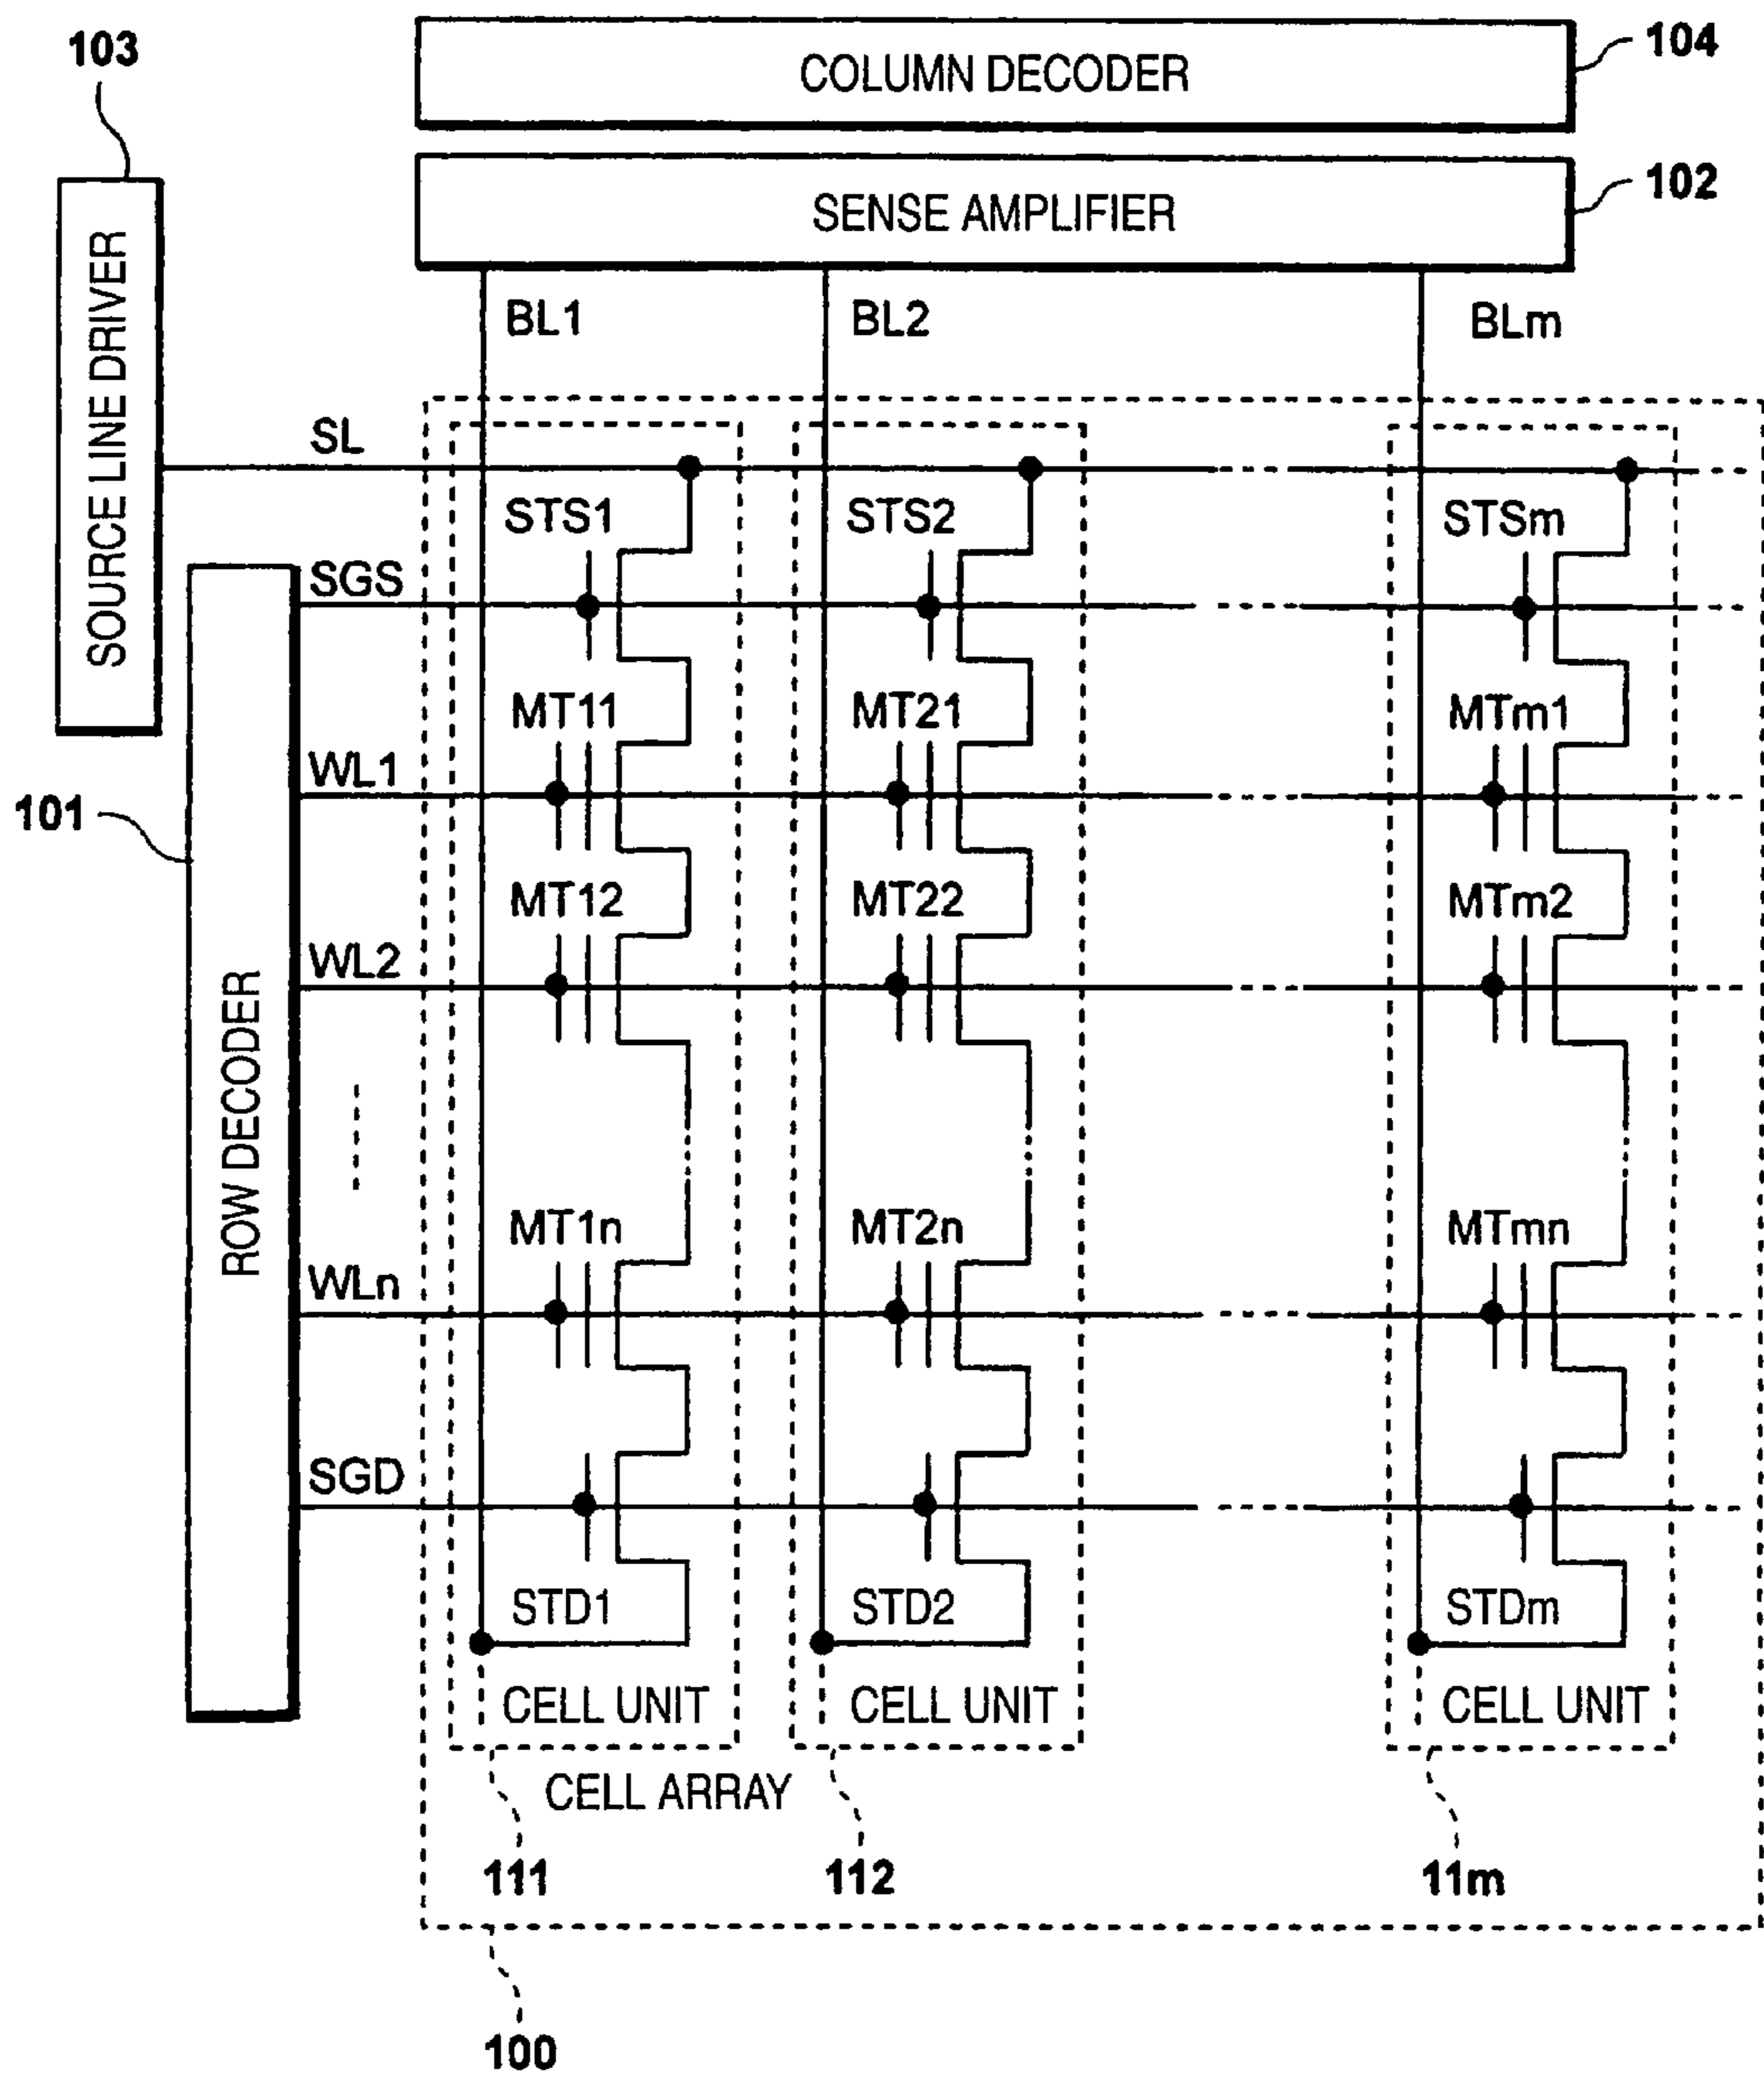 103
COLUMN DECODER
104
SENSE AMPLIFIER
102
SOURCE LINE DRIVER
BL1
BL2
BLm
SL
STS1
STS2
STSm
SGS
MT11
MT21
MTm1
WL1
101
MT12
MT22
MTm2
WL2
ROW DECODER
MT1n
MT2n
MTmn
WLn
SGD
STD1
STD2
STDm
CELL UNIT
CELL UNIT
CELL UNIT
CELL ARRAY
111
112
11m
100